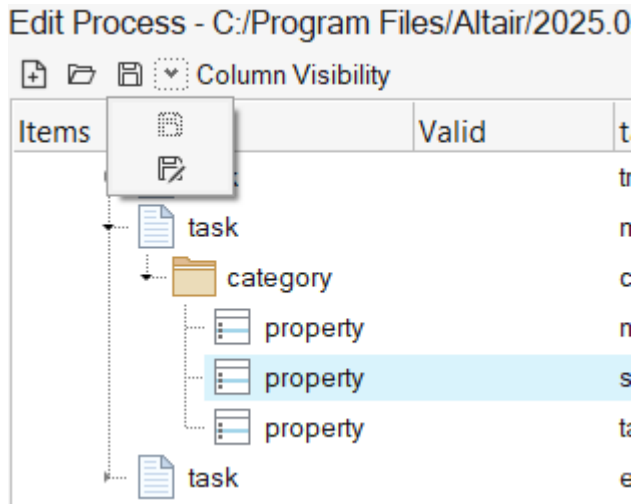 Edit Process - C:/Program Files/Altair/2025.0
Column Visibility
Items Valid
task
category
property
property
property
task